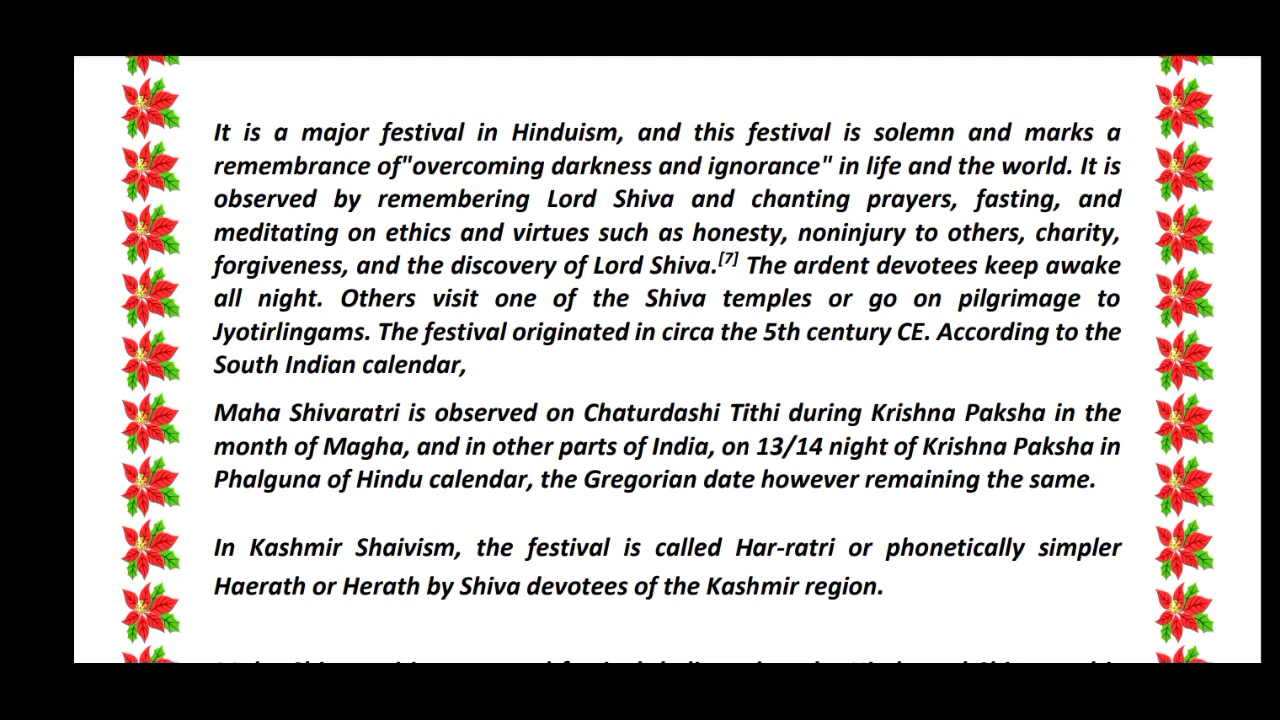 It is a major festival in Hinduism, and this festival is solemn and marks a
remembrance of"overcoming darkness and ignorance" in life and the world. It is
observed by remembering Lord Shiva and chanting prayers, fasting, and
meditating on ethics and virtues such as honesty, noninjury to others, charity,
forgiveness, and the discovery of Lord Shiva.[7] The ardent devotees keep awake
all night. Others visit one of the Shiva temples or go on pilgrimage to
Jyotirlingams. The festival originated in circa the 5th century CE. According to the
South Indian calendar,
Maha Shivaratri is observed on Chaturdashi Tithi during Krishna Paksha in the
month of Magha, and in other parts of India, on 13/14 night of Krishna Paksha in
Phalguna of Hindu calendar, the Gregorian date however remaining the same.
In Kashmir Shaivism, the festival is called Har-ratri or phonetically simpler
Haerath or Herath by Shiva devotees of the Kashmir region.